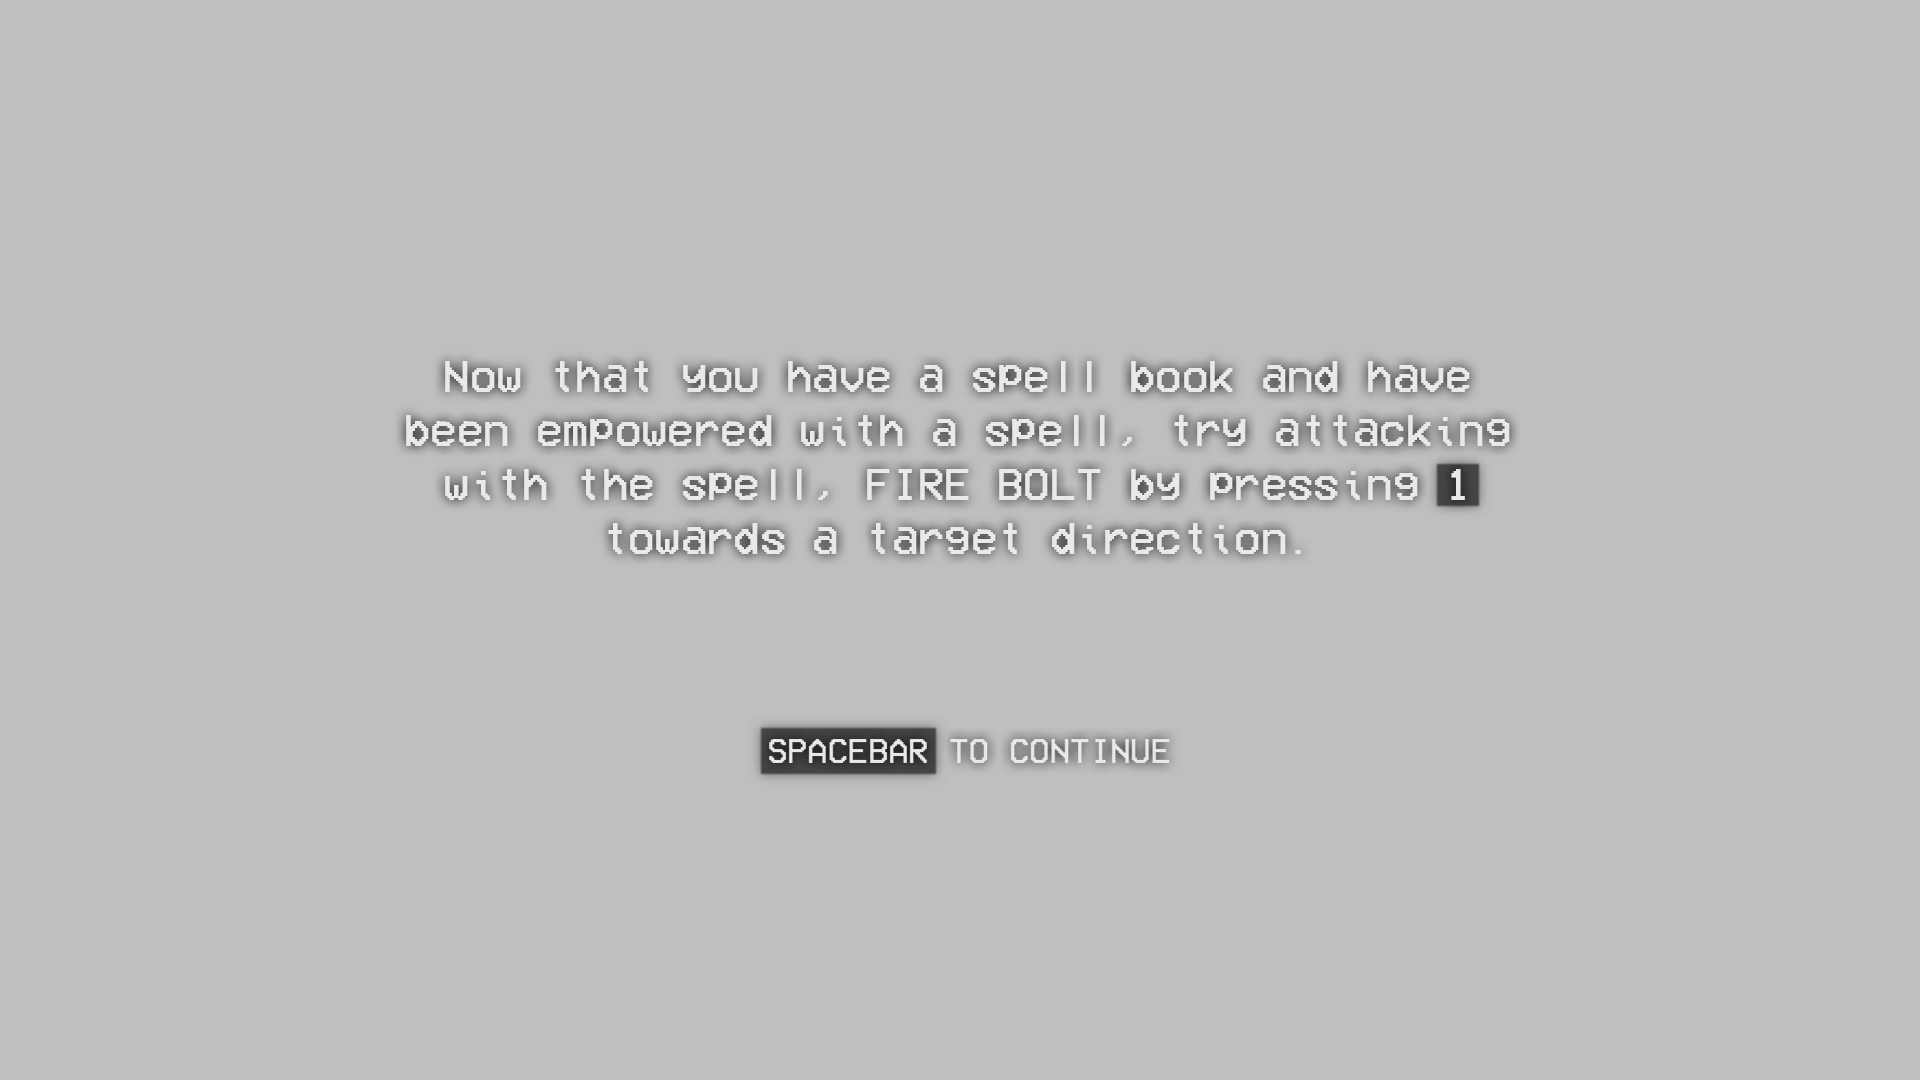 Now that you have a spell book and have
been empowered with a spell, try attacking
with the spell, FIRE BOLT by pressing 1
towards a target direction.
SPACEBAR TO CONTINUE